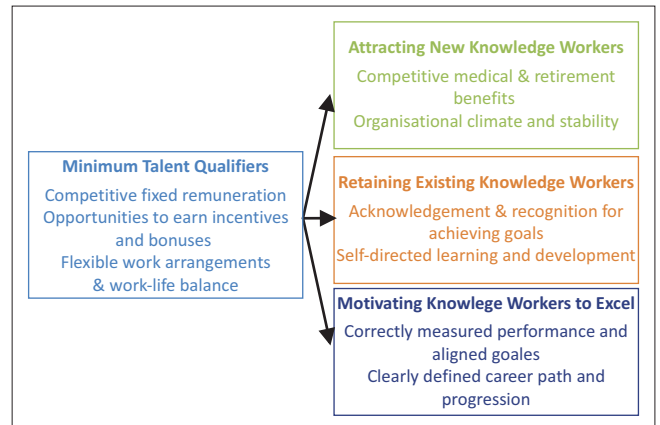 Minimum Talent Qualifiers
Competitive fixed remuneration
Opportunities to earn incentives
and bonuses
Flexible work arrangements
& work-life balance
Attracting New Knowledge Workers
Competitive medical & retirement
benefits
Organisational climate and stability
Retaining Existing Knowledge Workers
Acknowledgement & recognition for
achieving goals
Self-directed learning and development
Motivating Knowlege Workers to Excel
Correctly measured performance and
aligned goales
Clearly defined career path and
progression